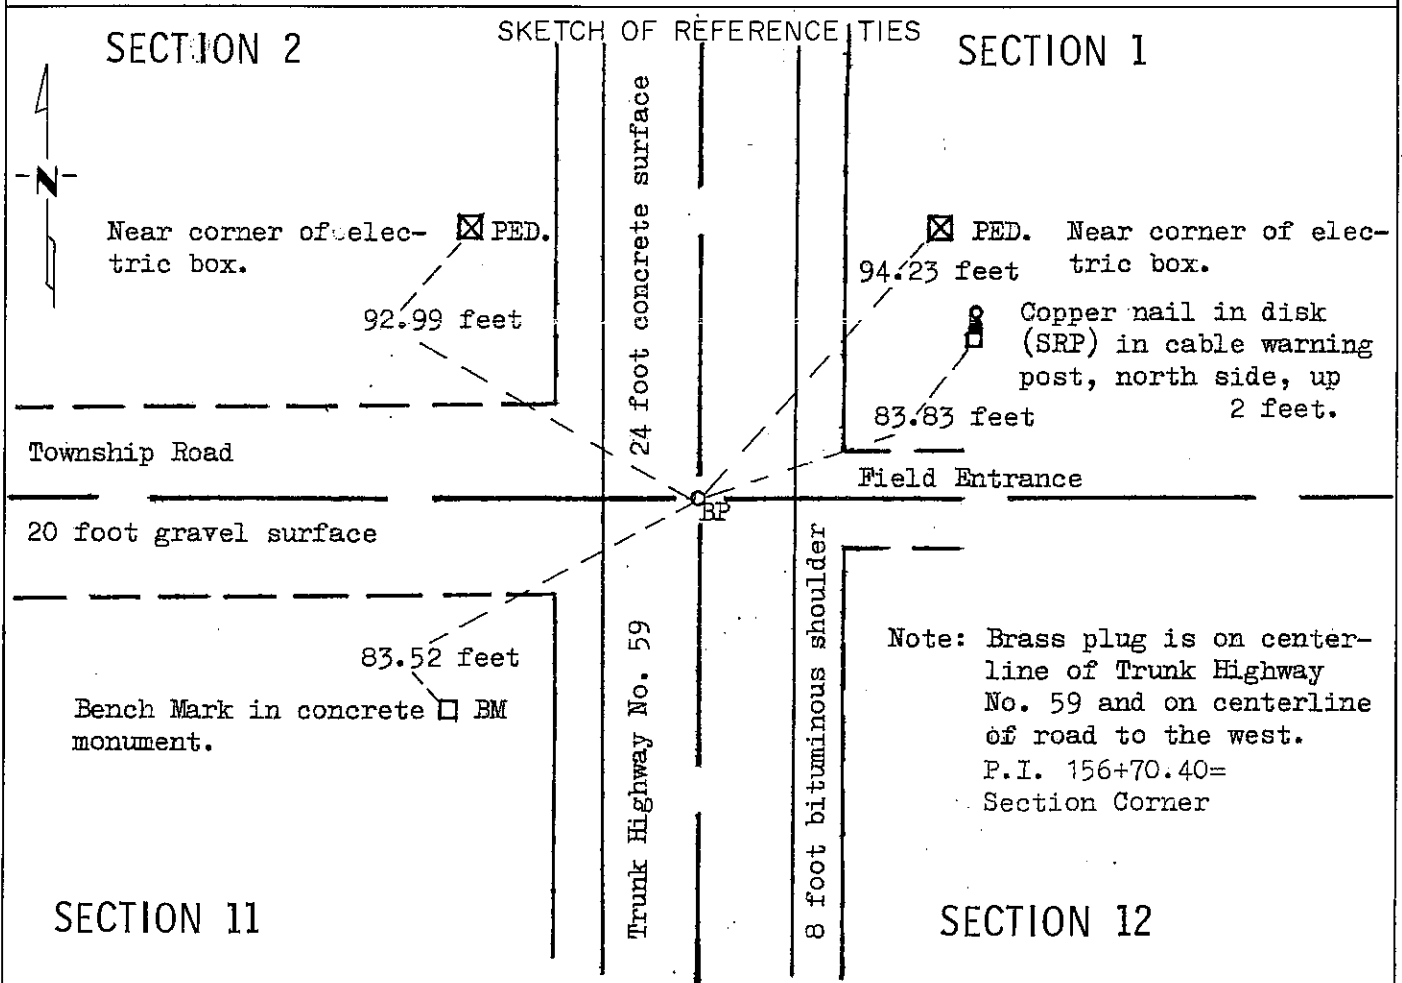 SKETCH OF REFERENCE TIES
SECTION 2
SECTION 1
N
Near corner of elec-
tric box.
PED.
92.99 feet
24 foot concrete surface
PED. Near corner of elec-
tric box.
94.23 feet
Copper nail in disk
(SRP) in cable warning
post, north side, up
2 feet.
83.83 feet
Township Road
Field Entrance
BP
20 foot gravel surface
83.52 feet
Bench Mark in concrete
monument.
BM
Trunk Highway No. 59
8 foot bituminous shoulder
Note: Brass plug is on center-
line of Trunk Highway
No. 59 and on centerline
of road to the west.
P.I. 156+70.40=
Section Corner
SECTION 11
SECTION 12